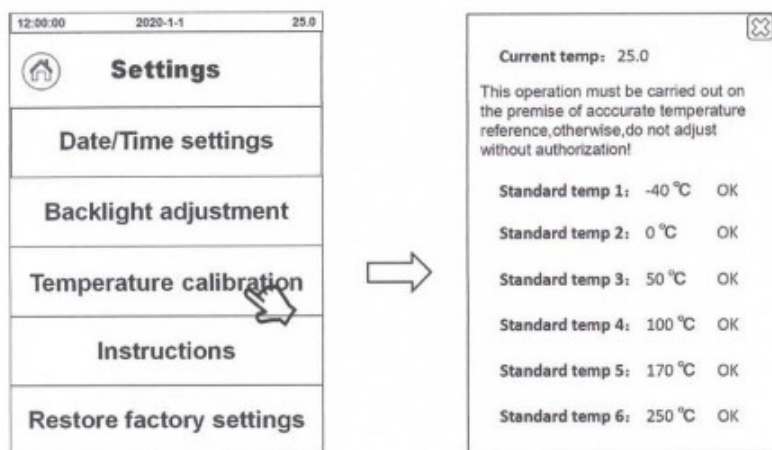 12:00:00 2020-1-1 25.0
Settings
Date/Time settings
Backlight adjustment
Temperature calibration
Instructions
Restore factory settings
Current temp: 25.0
This operation must be carried out on
the premise of acccurate temperature
reference,otherwise,do not adjust
without authorization!
Standard temp 1: -40 ℃ OK
Standard temp 2: 0 ℃ OK
Standard temp 3: 50 ℃ OK
Standard temp 4: 100 ℃ OK
Standard temp 5: 170 ℃ OK
Standard temp 6: 250 ℃ OK